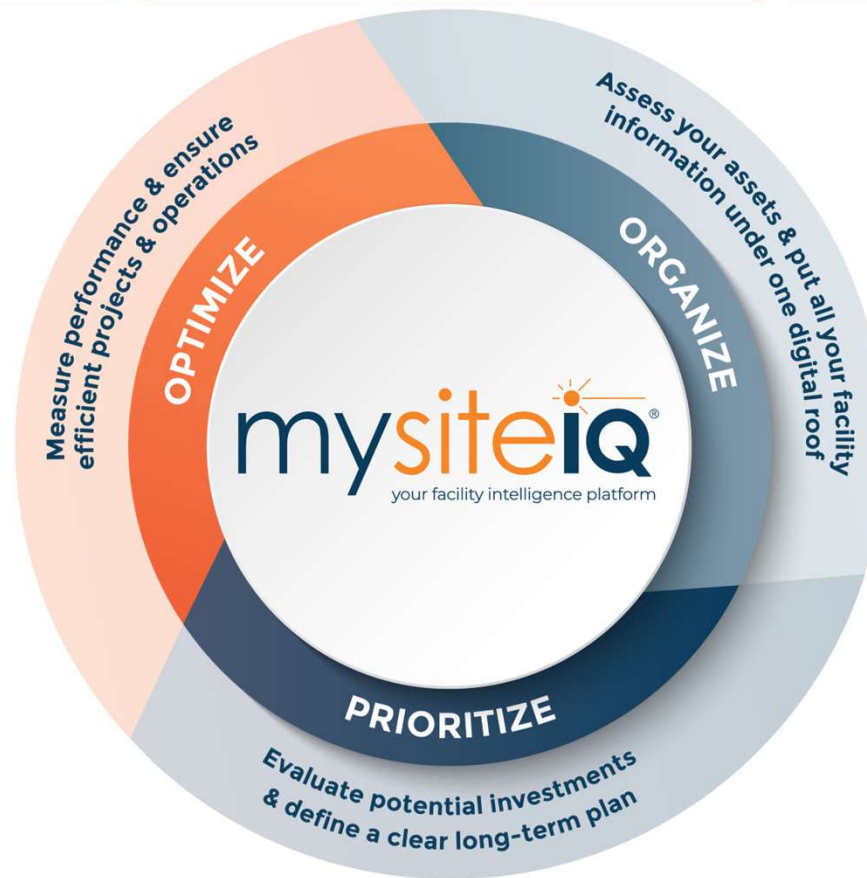 Measure performance & ensure
efficient projects & operations
OPTIMIZE
Assess your assets & put all your facility
information under one digital roof
ORGANIZE
mysiteiQ®
your facility intelligence platform
PRIORITIZE
Evaluate potential investments
& define a clear long-term plan